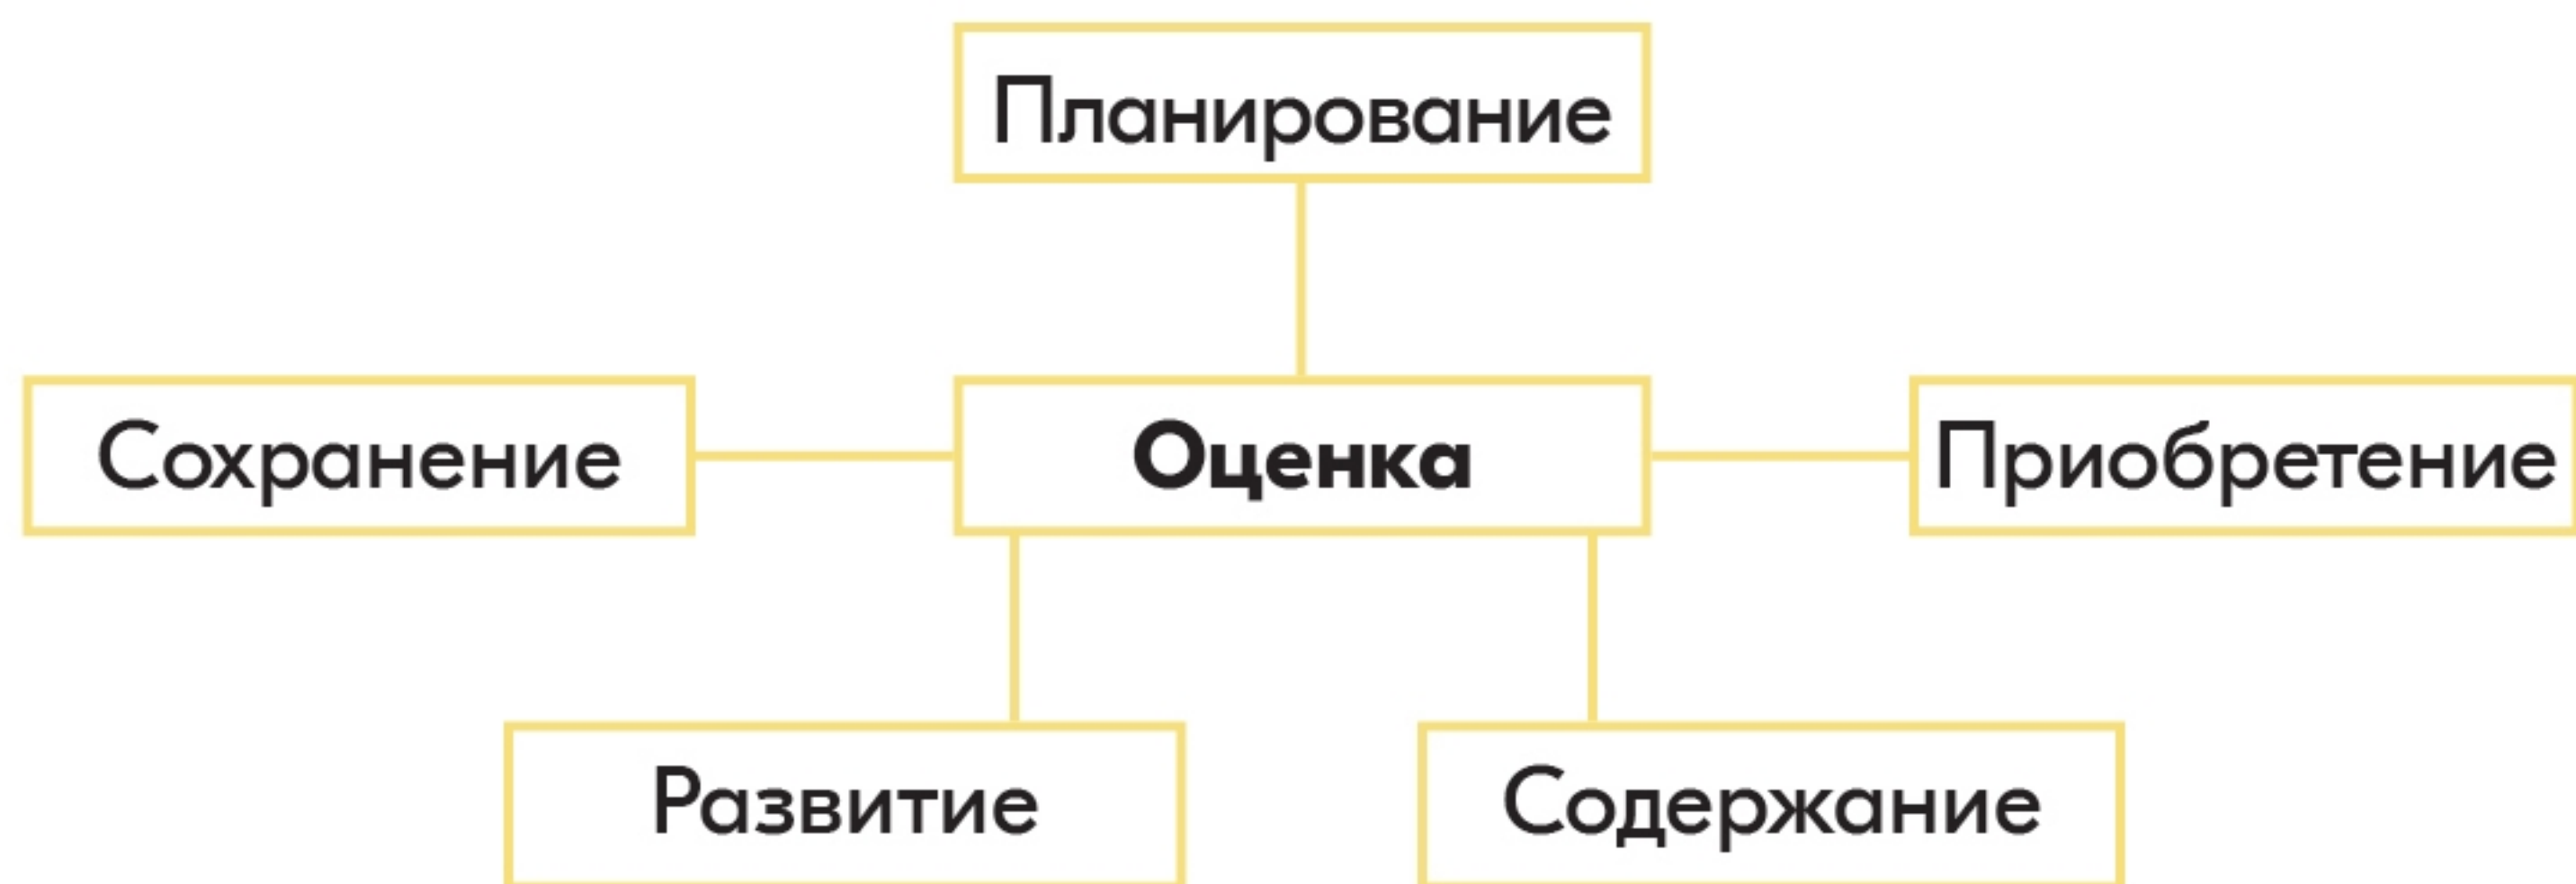 Планирование
Сохранение
Оценка
Приобретение
Развитие
Содержание